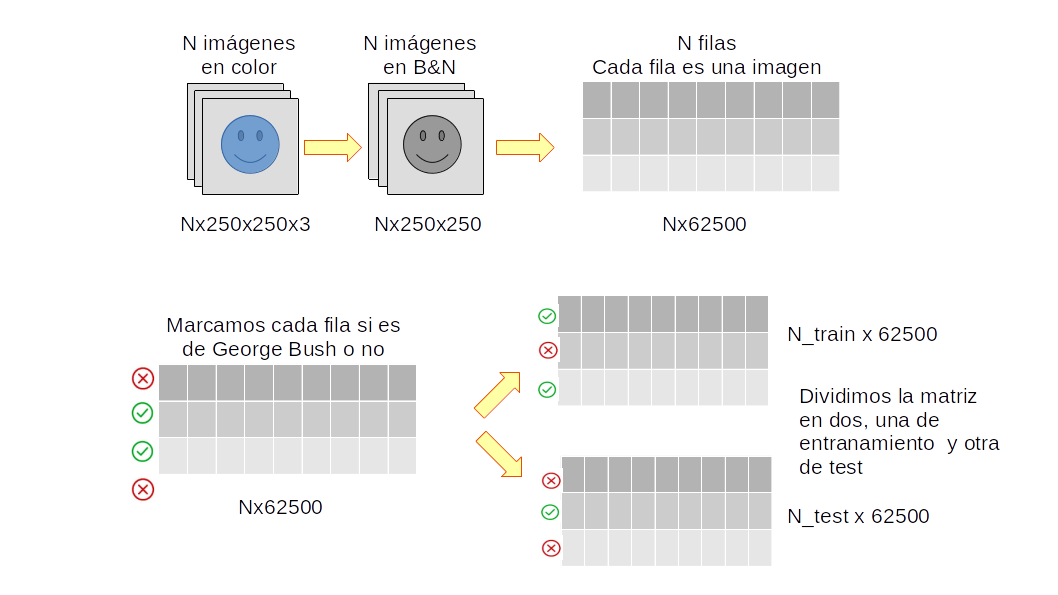 N imágenes
en color
N imágenes
en B&N
N filas
Cada fila es una imagen
Nx250x250x3
Nx250x250
Nx62500
Marcamos cada fila si es
de George Bush o no
Nx62500
N_train x 62500
Dividimos la matriz
en dos, una de
entranamiento  y otra
de test
N_test x 62500